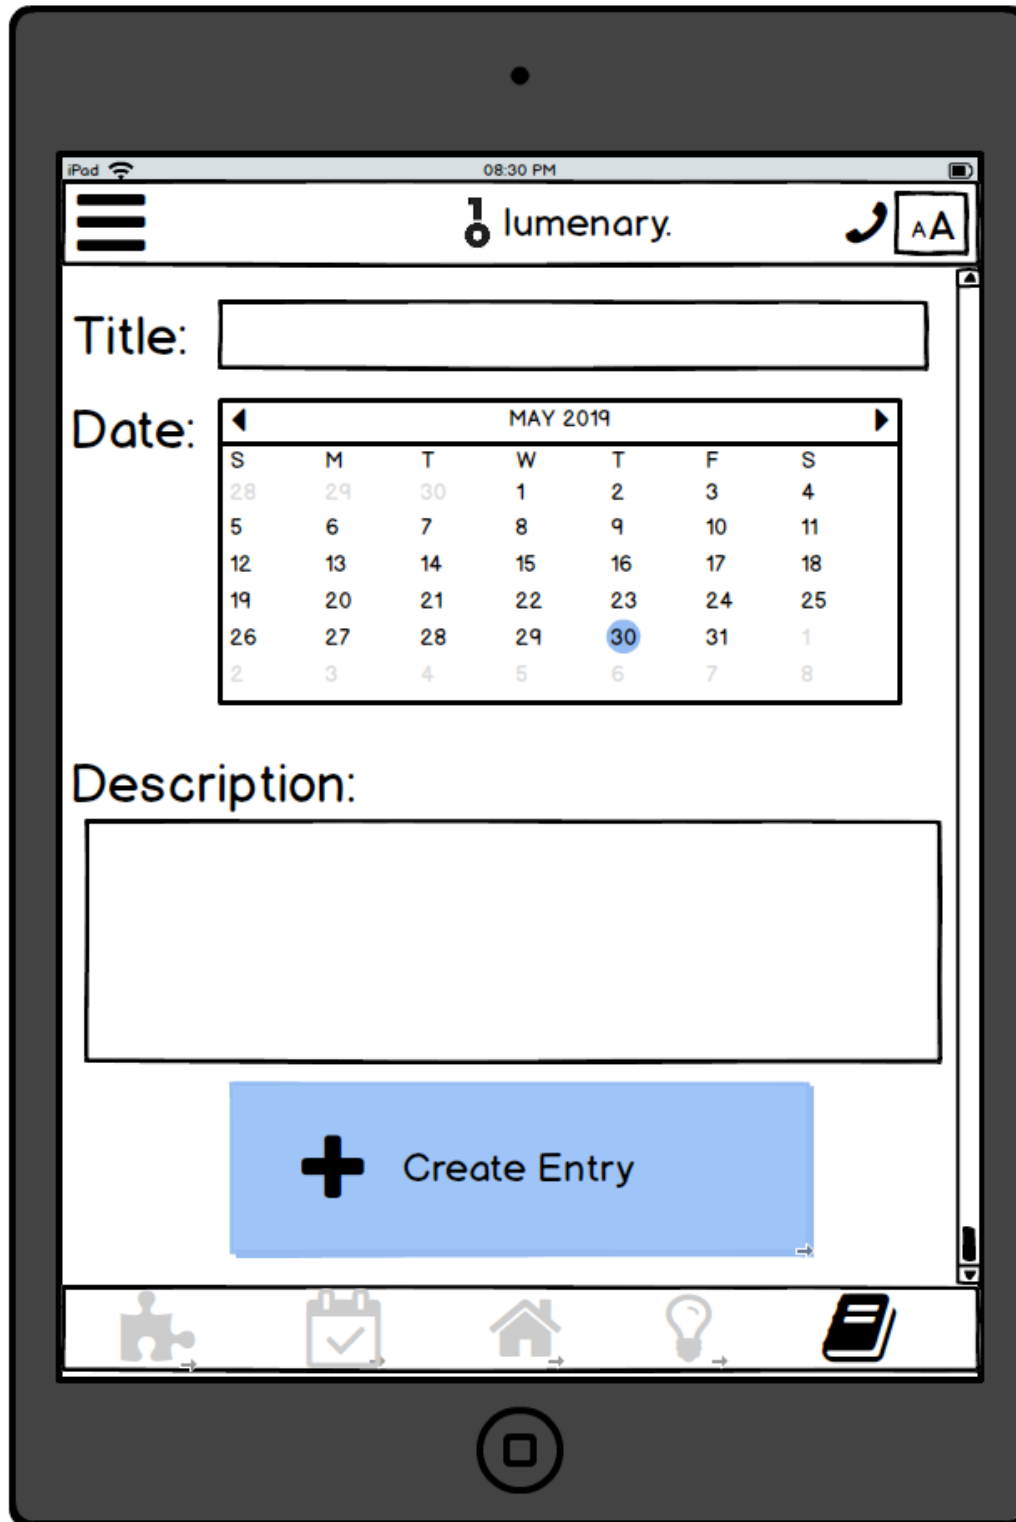 iPad 08:30 PM
lumenary. AA
Title:
Date:
MAY 2019
S M T W T F S
28 29 30 1 2 3 4
5 6 7 8 9 10 11
12 13 14 15 16 17 18
19 20 21 22 23 24 25
26 27 28 29 30 31 1
2 3 4 5 6 7 8
Description:
Create Entry